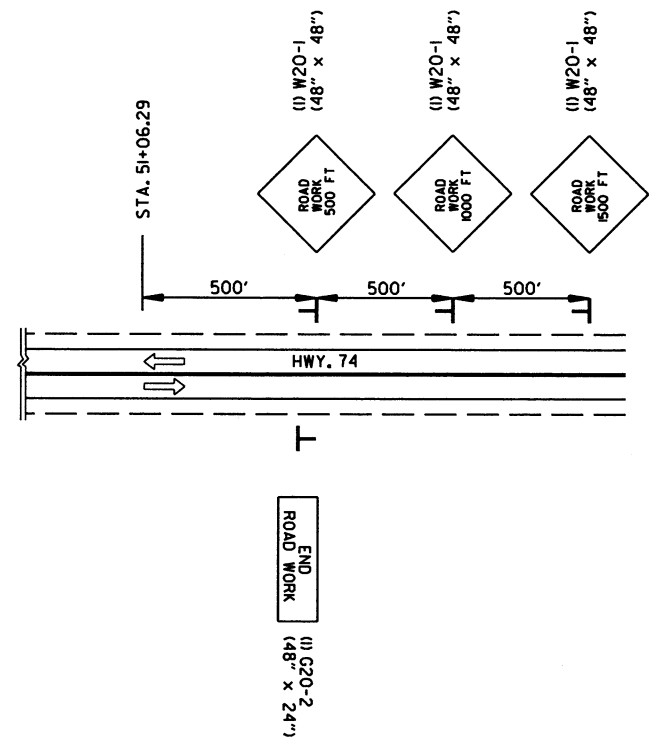 STA. 51+06.29
(1) W20-1
(48" x 48")
(1) W20-1
(48" x 48")
(1) W20-1
(48" x 48")
ROAD
WORK
500 FT
ROAD
WORK
1000 FT
ROAD
WORK
1500 FT
500'
500'
500'
HWY. 74
END
ROAD WORK
(1) G20-2
(48" x 24")